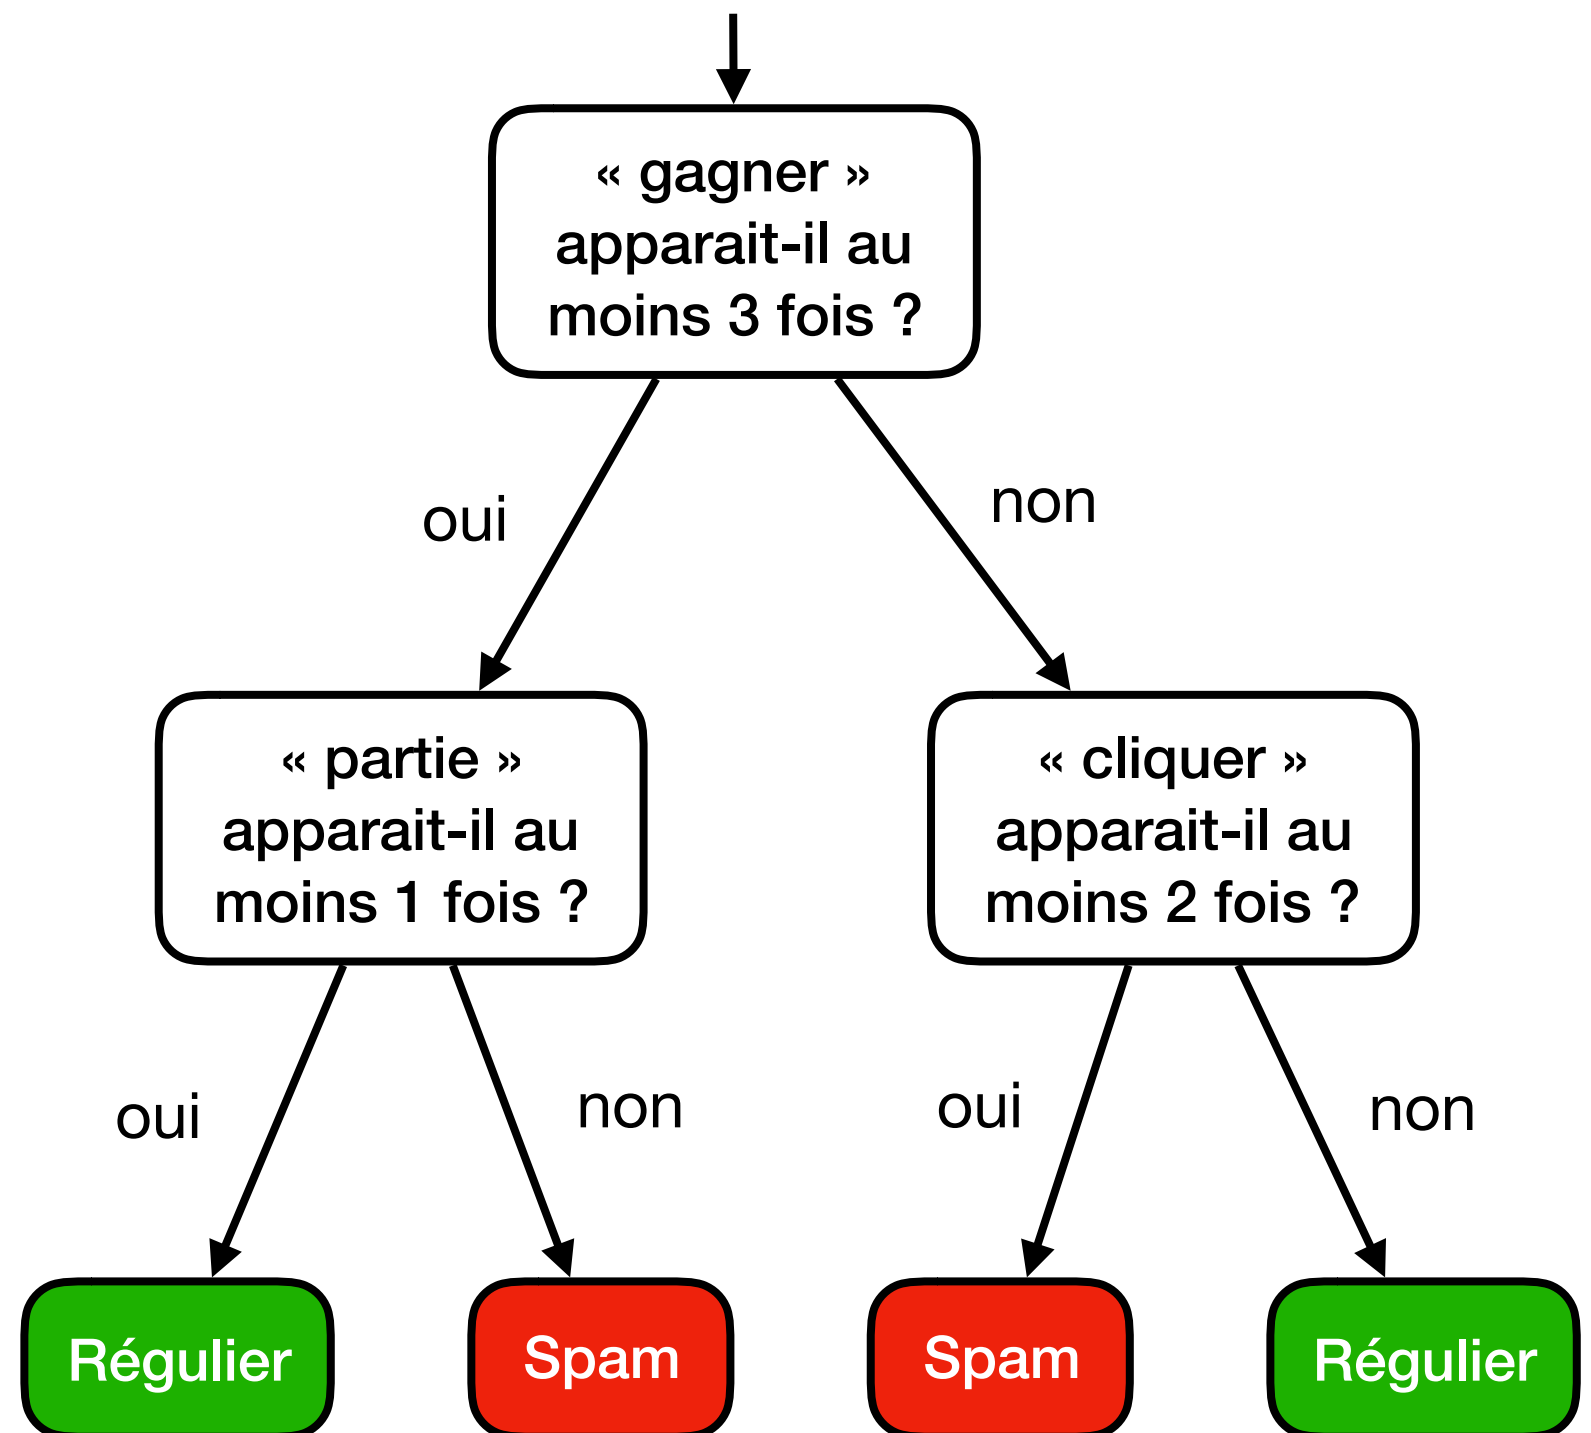 « gagner »
apparait-il au
moins 3 fois ?
oui
non
« partie »
apparait-il au
moins 1 fois ?
« cliquer »
apparait-il au
moins 2 fois ?
oui
non
oui
non
Régulier
Spam
Spam
Régulier